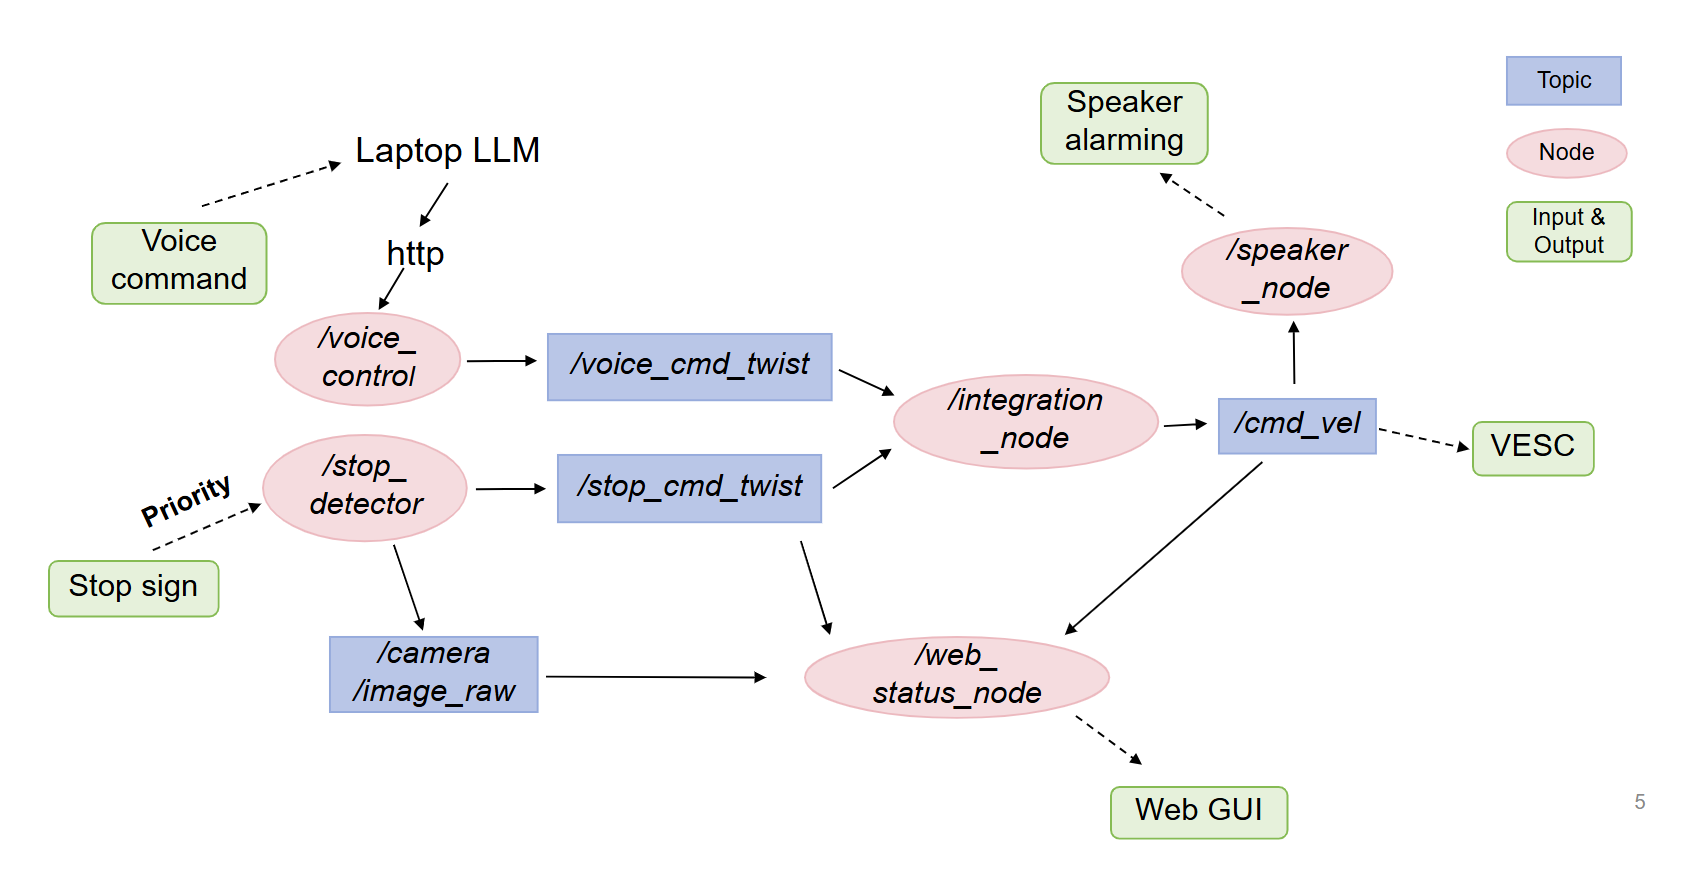 Topic
Node
Input &
Output
Speaker
alarming
Laptop LLM
Voice
command
http
/speaker
_node
/voice_
control
/voice_cmd_twist
/integration
_node
/cmd_vel
VESC
Priority
/stop_
detector
/stop_cmd_twist
Stop sign
/camera
/image_raw
/web_
status_node
Web GUI
5